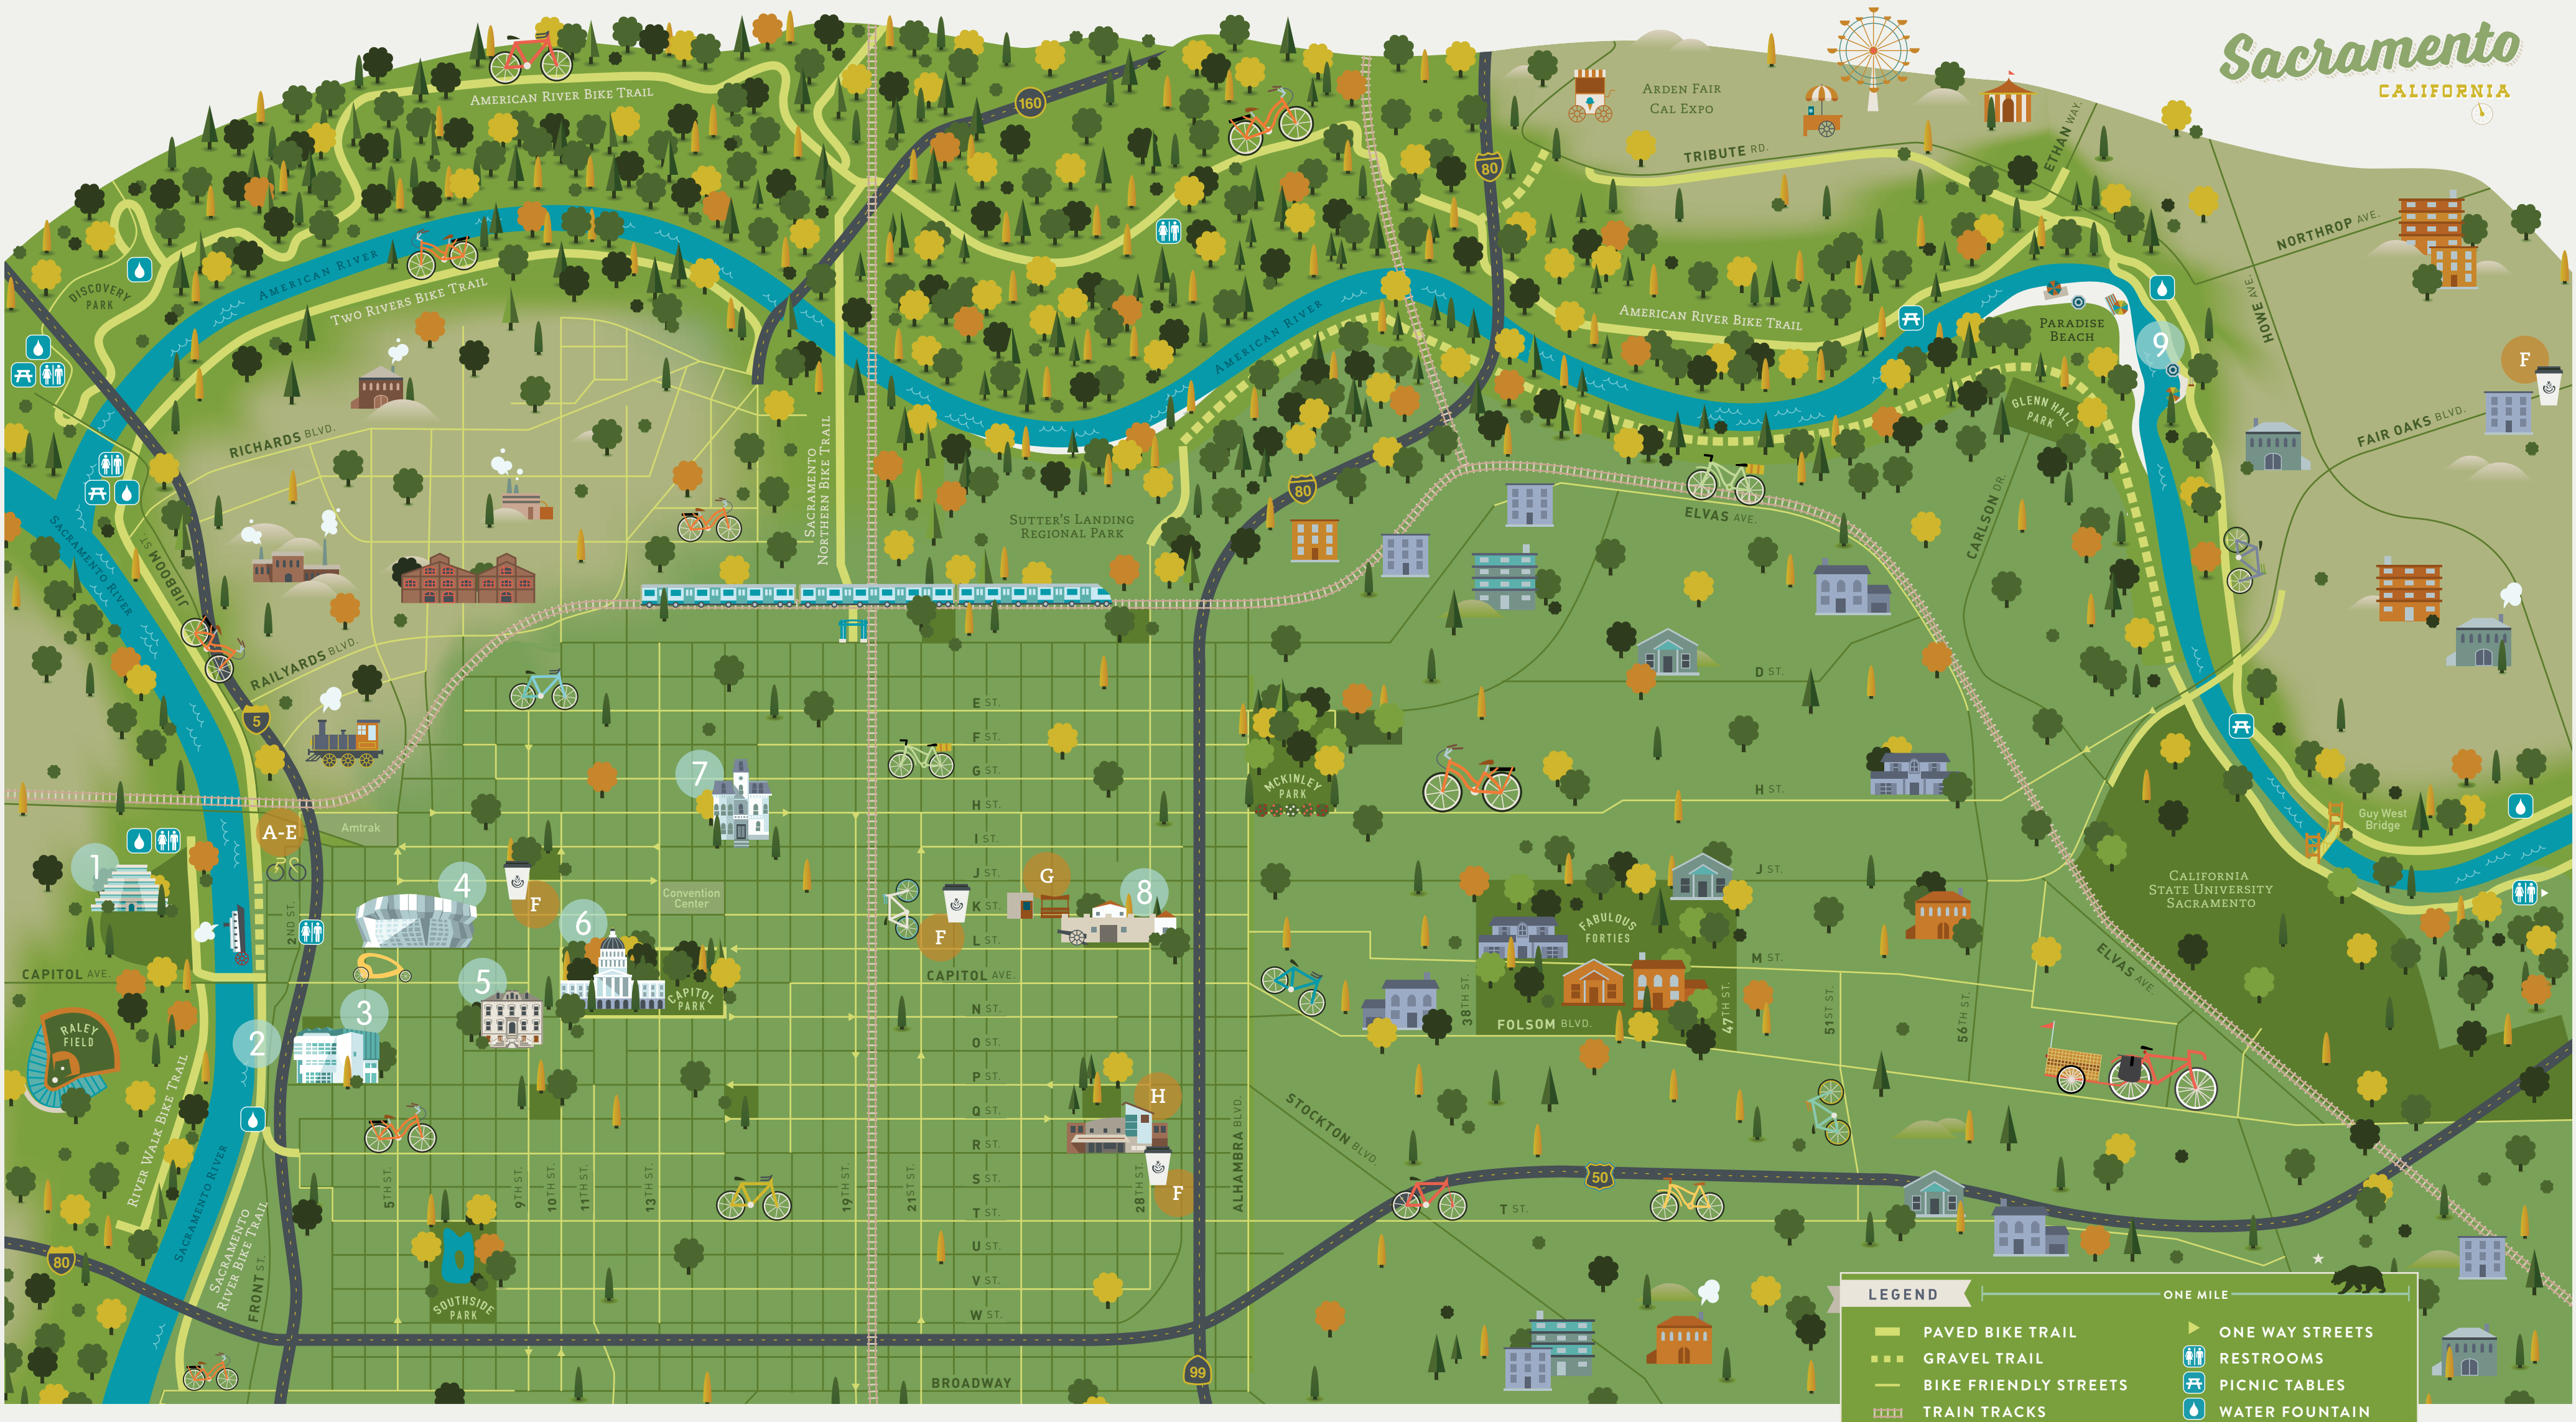 Sacramento
CALIFORNIA
AMERICAN RIVER BIKE TRAIL
160
ARDEN FAIR
CAL EXPO
80
TRIBUTE RD.
ETHAN WAY.
NORTHROP AVE.
HOWE AVE.
DISCOVERY
PARK
AMERICAN RIVER
TWO RIVERS BIKE TRAIL
AMERICAN RIVER
AMERICAN RIVER BIKE TRAIL
PARADISE
BEACH
9
F
GLENN HALL
PARK
FAIR OAKS BLVD.
RICHARDS BLVD.
SACRAMENTO
NORTHERN BIKE TRAIL
80
SUTTER'S LANDING
REGIONAL PARK
ELVAS AVE.
CARLSON DR.
SACRAMENTO RIVER
JIBBOOM ST.
RAILYARDS BLVD.
5
D ST.
E ST.
F ST.
G ST.
H ST.
I ST.
J ST.
K ST.
L ST.
CAPITOL AVE.
N ST.
O ST.
P ST.
Q ST.
R ST.
S ST.
T ST.
U ST.
V ST.
W ST.
BROADWAY
7
MCKINLEY
PARK
H ST.
A-E
Amtrak
1
4
F
6
Convention
Center
G
8
F
J ST.
Guy West
Bridge
CALIFORNIA
STATE UNIVERSITY
SACRAMENTO
2ND ST.
CAPITOL AVE.
5
CAPITOL
PARK
FABULOUS
FORTIES
M ST.
ELVAS AVE.
38TH ST.
FOLSOM BLVD.
47TH ST.
51ST ST.
56TH ST.
RALEY
FIELD
2
3
H
F
RIVER WALK BIKE TRAIL
SACRAMENTO RIVER
SACRAMENTO
RIVER BIKE TRAIL
FRONT ST.
5TH ST.
9TH ST.
10TH ST.
11TH ST.
13TH ST.
19TH ST.
21ST ST.
28TH ST.
ALHAMBRA BLVD.
STOCKTON BLVD.
50
T ST.
80
SOUTHSIDE
PARK
99
LEGEND
ONE MILE
PAVED BIKE TRAIL
GRAVEL TRAIL
BIKE FRIENDLY STREETS
TRAIN TRACKS
ONE WAY STREETS
RESTROOMS
PICNIC TABLES
WATER FOUNTAIN